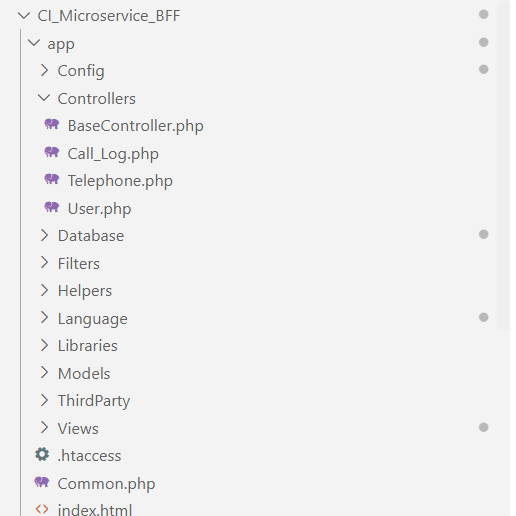 CI_Microservice_BFF
app
Config
Controllers
BaseController.php
Call_Log.php
Telephone.php
User.php
Database
Filters
Helpers
Language
Libraries
Models
ThirdParty
Views
.htaccess
Common.php
index.html